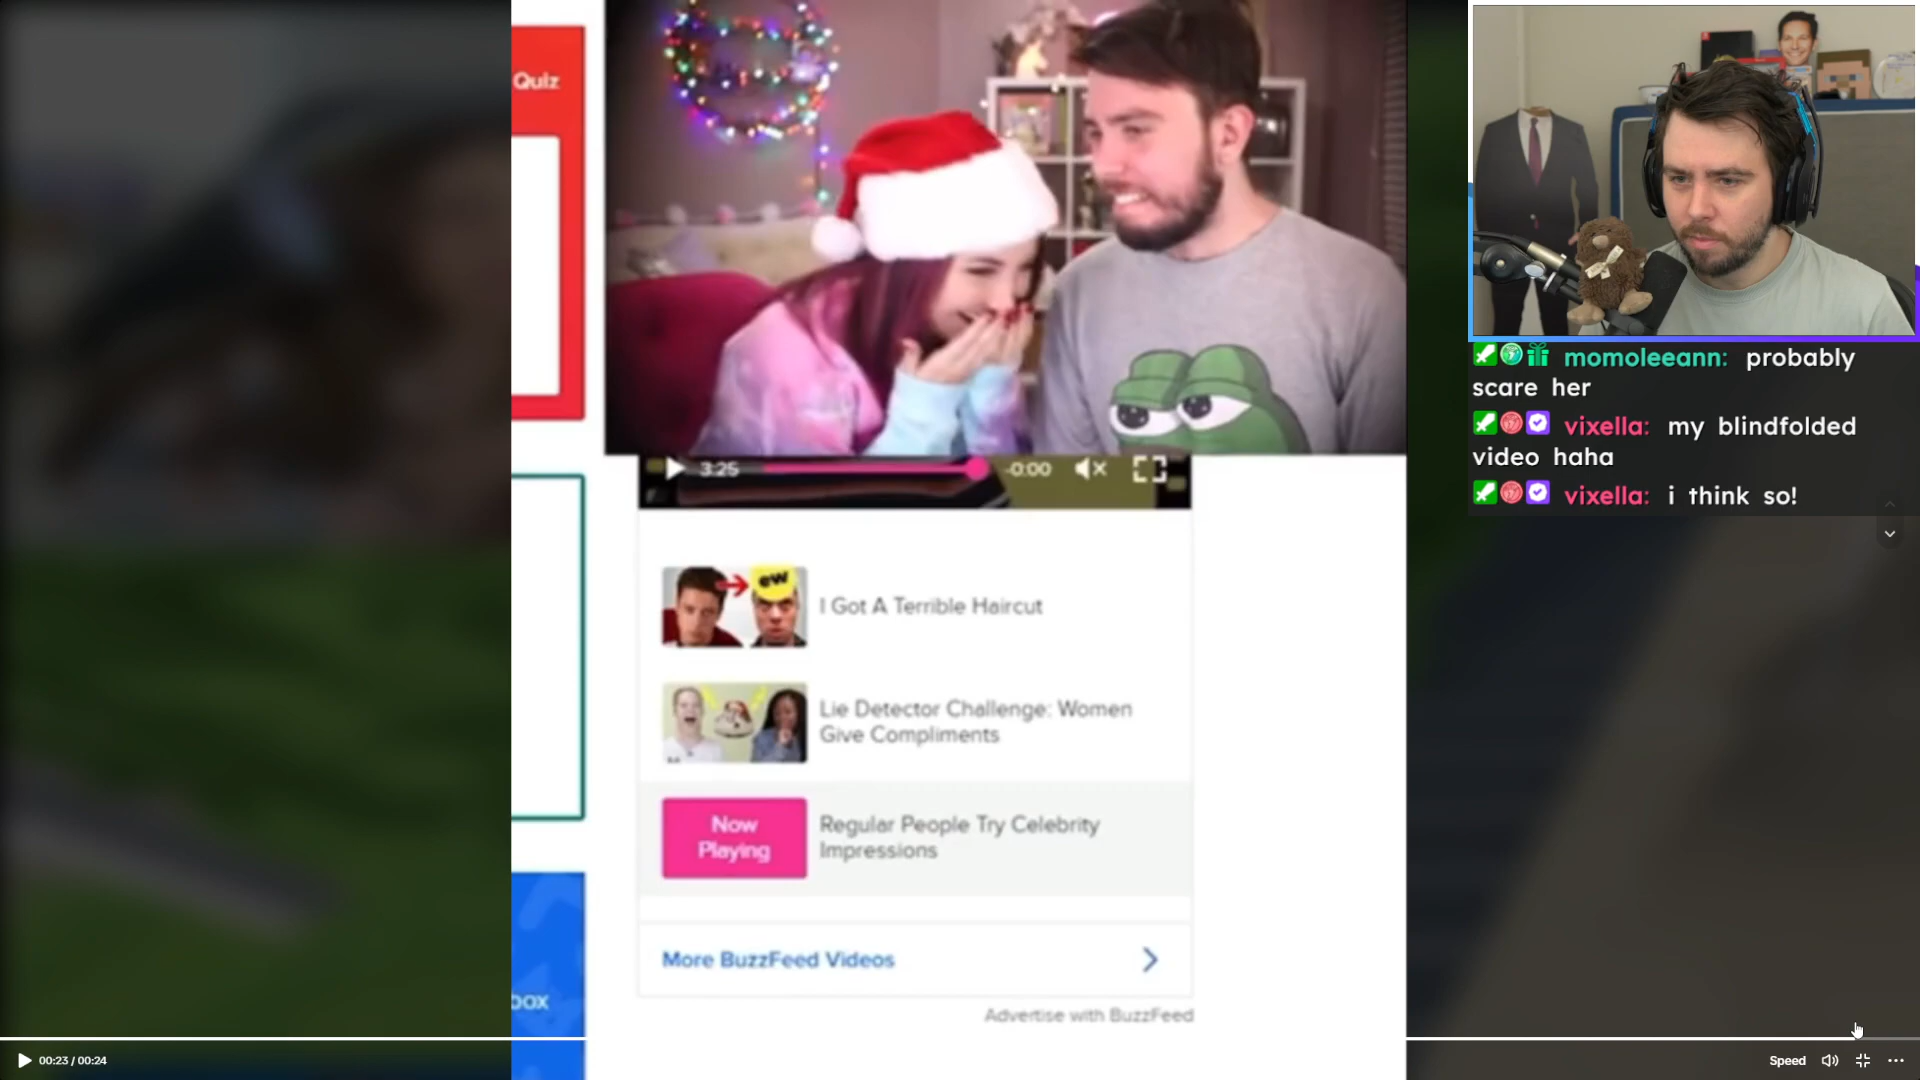 Quiz
3:25 -0:00
ew
I Got A Terrible Haircut
Lie Detector Challenge: Women
Give Compliments
Now
Playing
Regular People Try Celebrity
Impressions
More BuzzFeed Videos
box
Advertise with BuzzFeed
momoleeann: probably
scare her
vixella: my blindfolded
video haha
vixella: i think so!
00:23 / 00:24
Speed